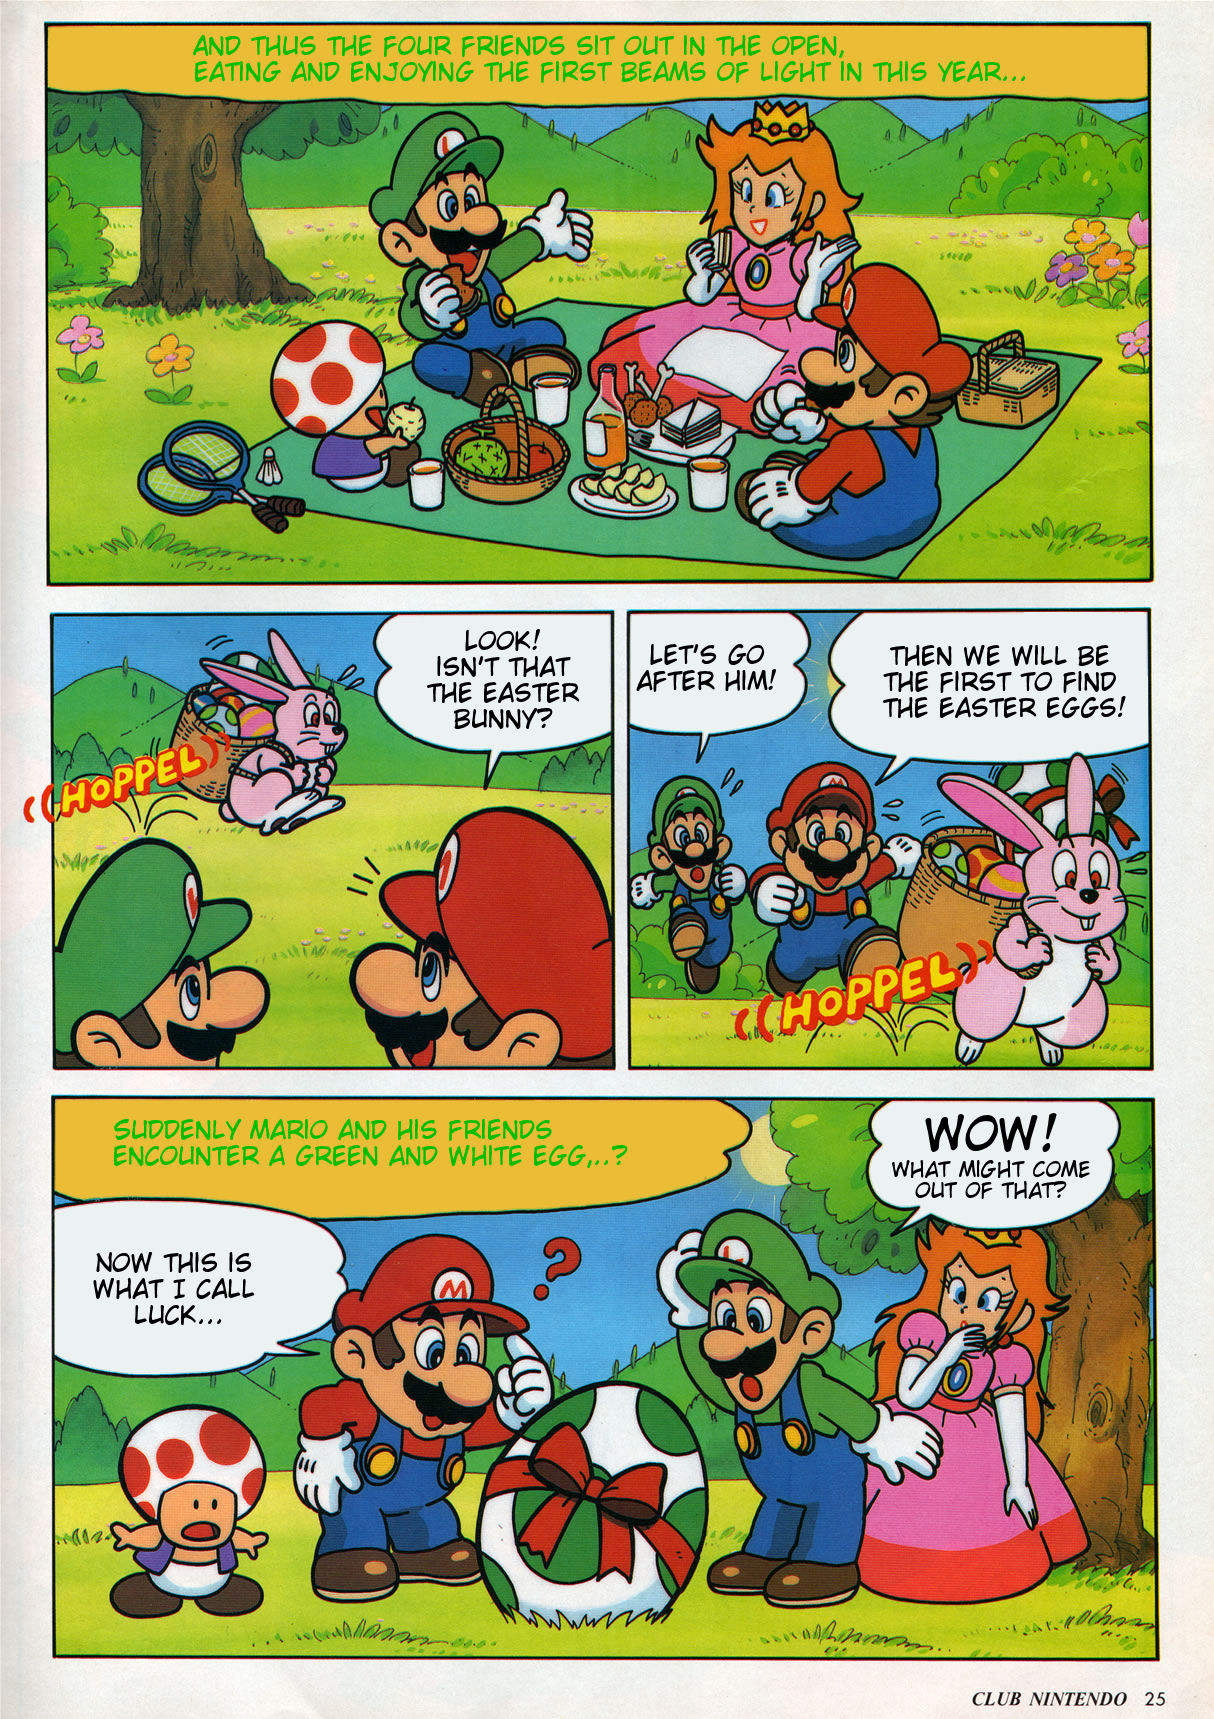 AND THUS THE FOUR FRIENDS SIT OUT IN THE OPEN,
EATING AND ENJOYING THE FIRST BEAMS OF LIGHT IN THIS YEAR...
L
LOOK!
ISN'T THAT
THE EASTER
BUNNY?
HOPPEL
LET'S GO
AFTER HIM!
THEN WE WILL BE
THE FIRST TO FIND
THE EASTER EGGS!
M
HOPPEL
SUDDENLY MARIO AND HIS FRIENDS
ENCOUNTER A GREEN AND WHITE EGG,..?
WOW!
WHAT MIGHT COME
OUT OF THAT?
NOW THIS IS
WHAT I CALL
LUCK...
?
M
L
CLUB NINTENDO 25